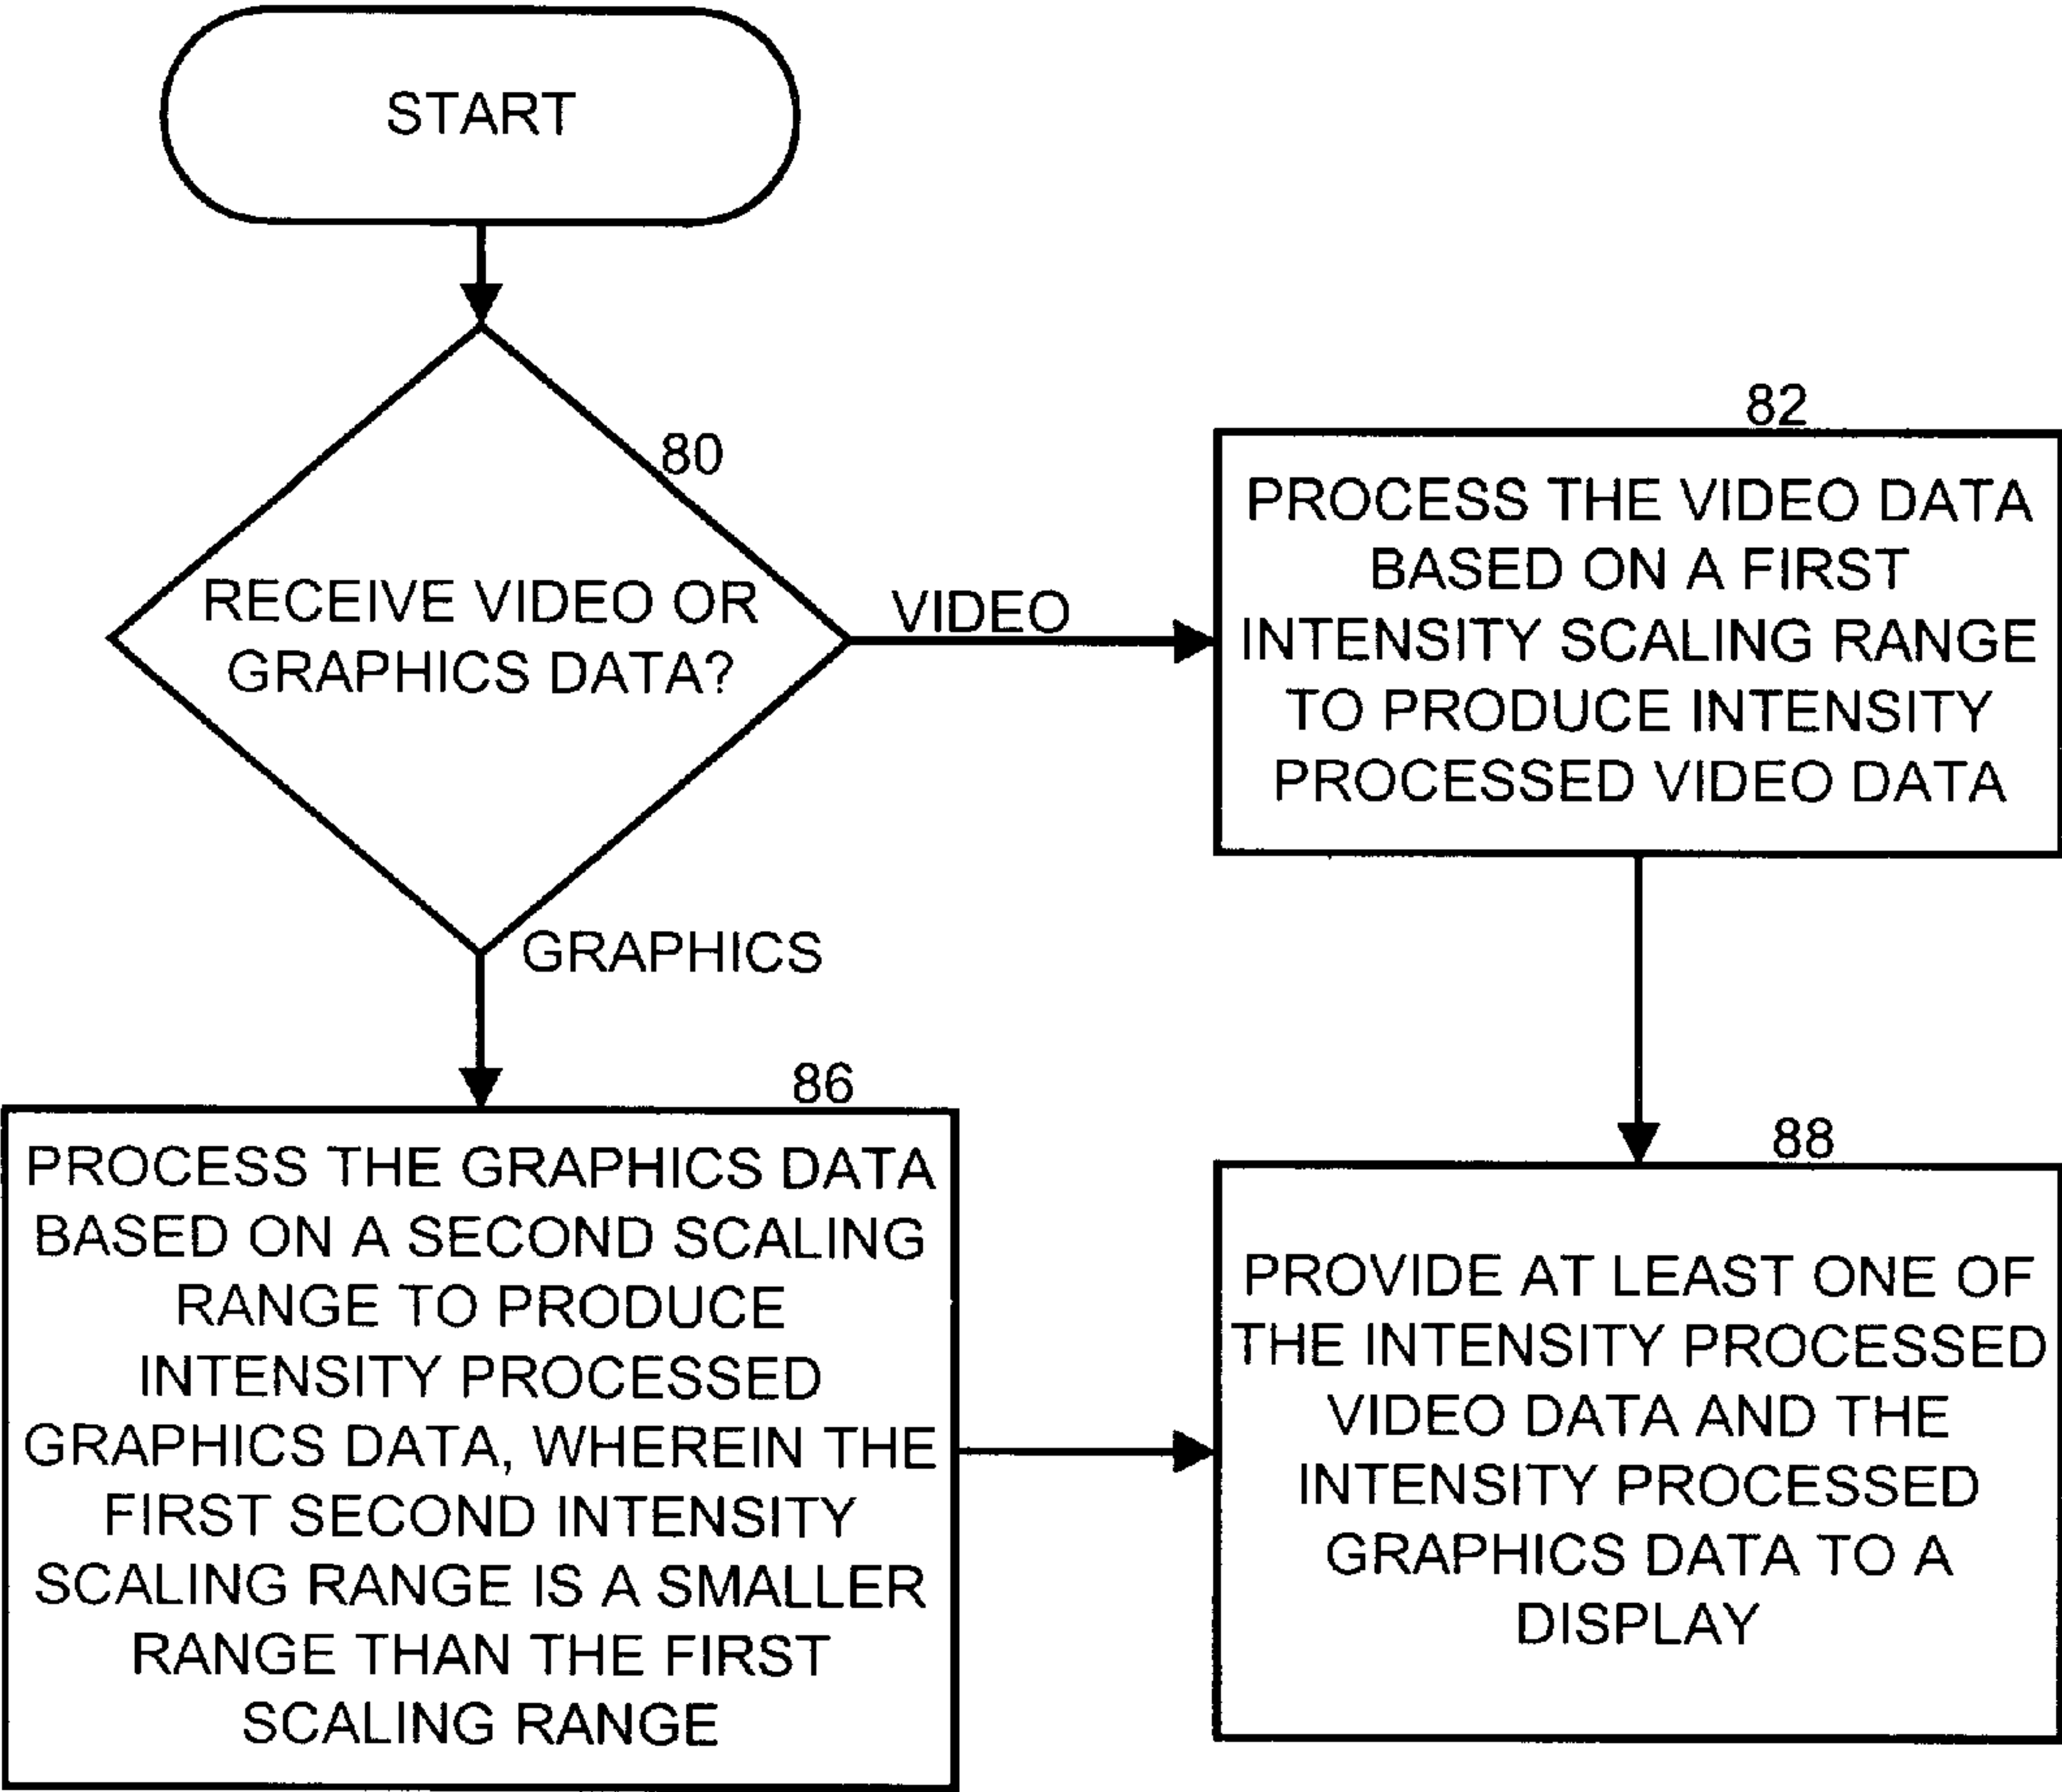 START
80
RECEIVE VIDEO OR
GRAPHICS DATA?
VIDEO
82
PROCESS THE VIDEO DATA
BASED ON A FIRST
INTENSITY SCALING RANGE
TO PRODUCE INTENSITY
PROCESSED VIDEO DATA
GRAPHICS
86
PROCESS THE GRAPHICS DATA
BASED ON A SECOND SCALING
RANGE TO PRODUCE
INTENSITY PROCESSED
GRAPHICS DATA, WHEREIN THE
FIRST SECOND INTENSITY
SCALING RANGE IS A SMALLER
RANGE THAN THE FIRST
SCALING RANGE
88
PROVIDE AT LEAST ONE OF
THE INTENSITY PROCESSED
VIDEO DATA AND THE
INTENSITY PROCESSED
GRAPHICS DATA TO A
DISPLAY